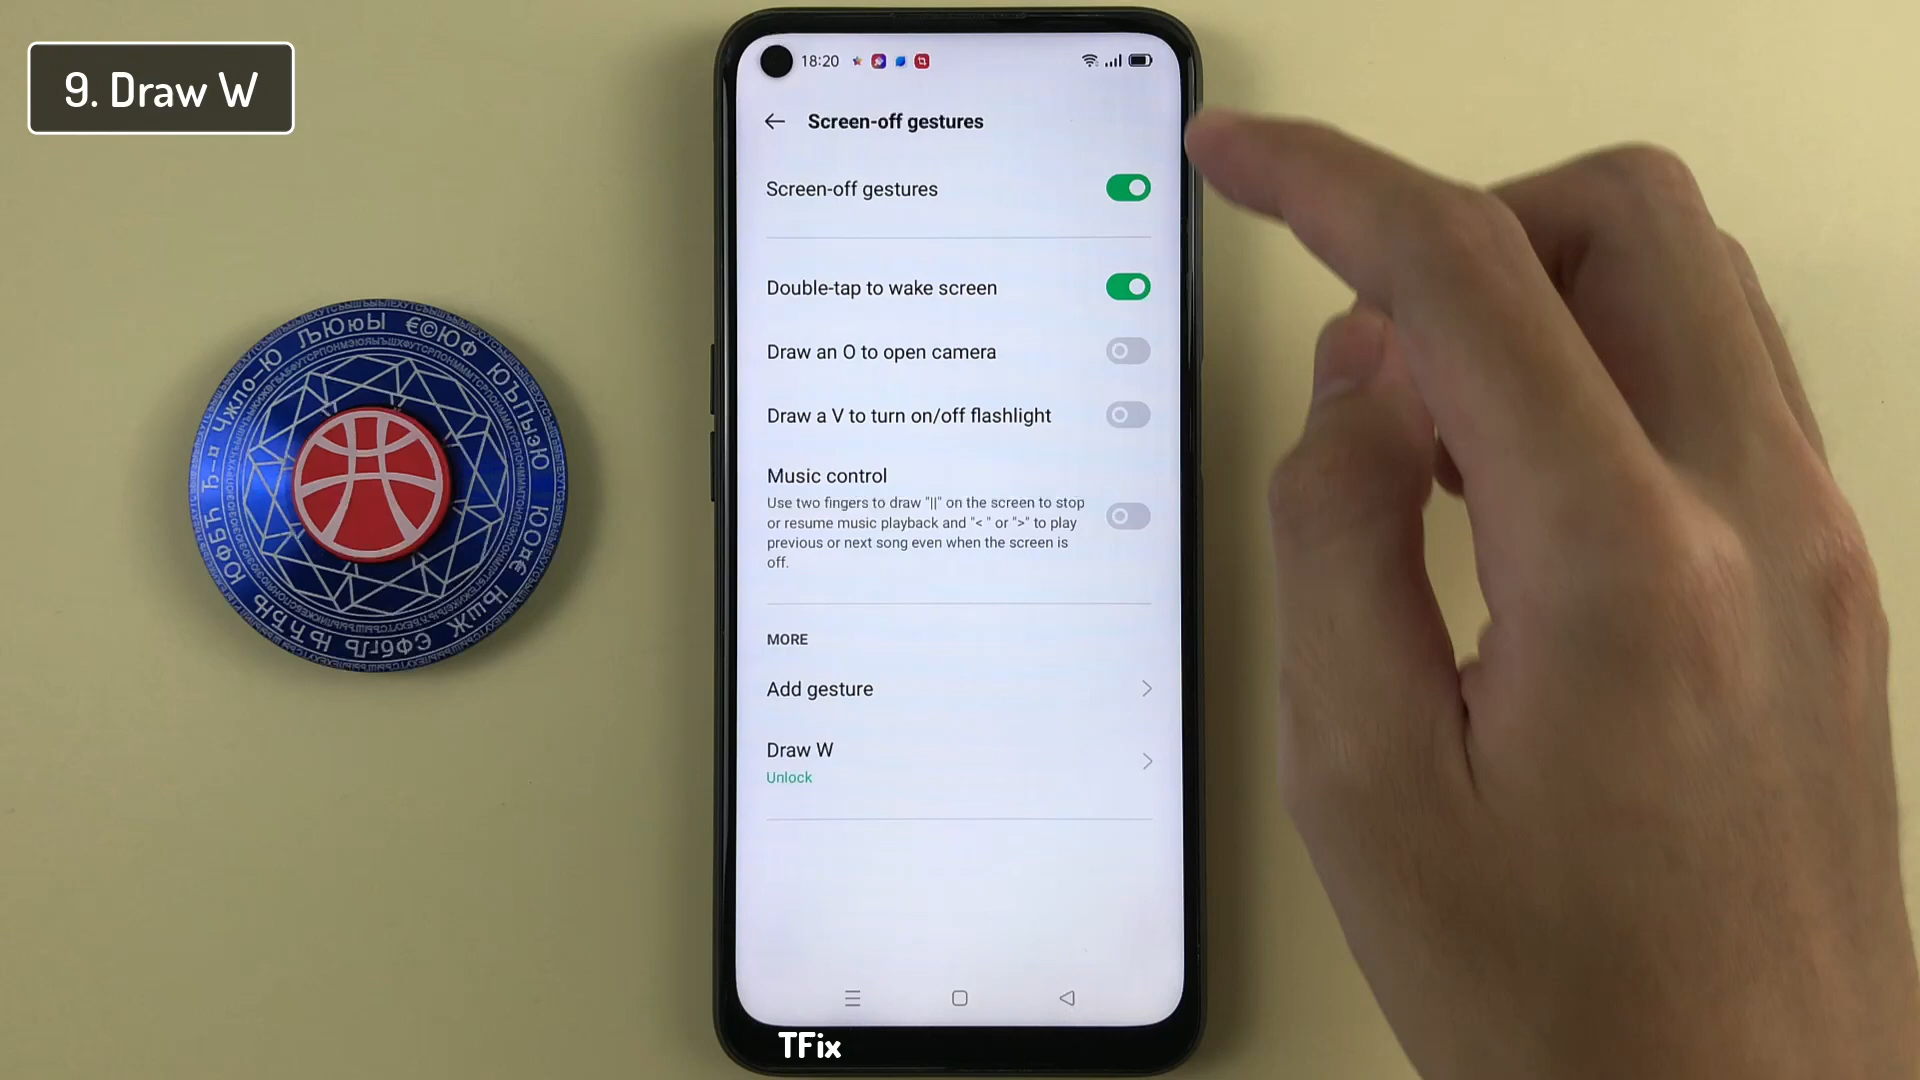 9. Draw W
18:20
Screen-off gestures
Screen-off gestures
Double-tap to wake screen
Draw an O to open camera
Draw a V to turn on/off flashlight
Music control
Use two fingers to draw "||" on the screen to stop
or resume music playback and "< " or ">" to play
previous or next song even when the screen is
off.
MORE
Add gesture
Draw W
Unlock
TFix